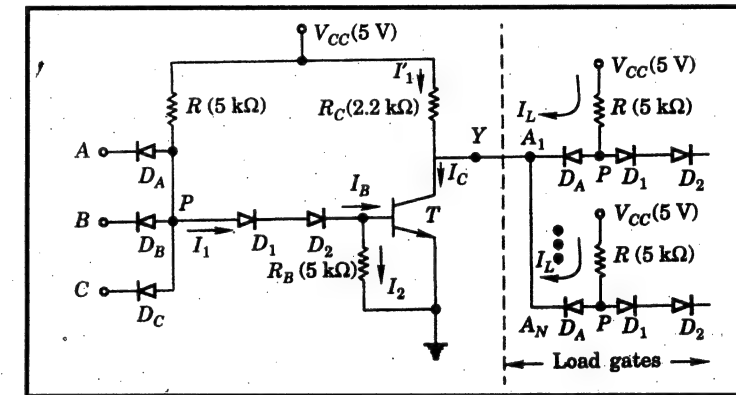 V_CC(5 V)
I'_1
R (5 kΩ)
R_C(2.2 kΩ)
A
D_A
P
B
D_B
I_1
D_1
D_2
I_B
T
I_C
Y
R_B (5 kΩ)
I_2
C
D_C
V_CC(5 V)
I_L
R (5 kΩ)
A_1
D_A P D_1 D_2
V_CC(5 V)
I_L
R (5 kΩ)
A_N D_A P D_1 D_2
Load gates